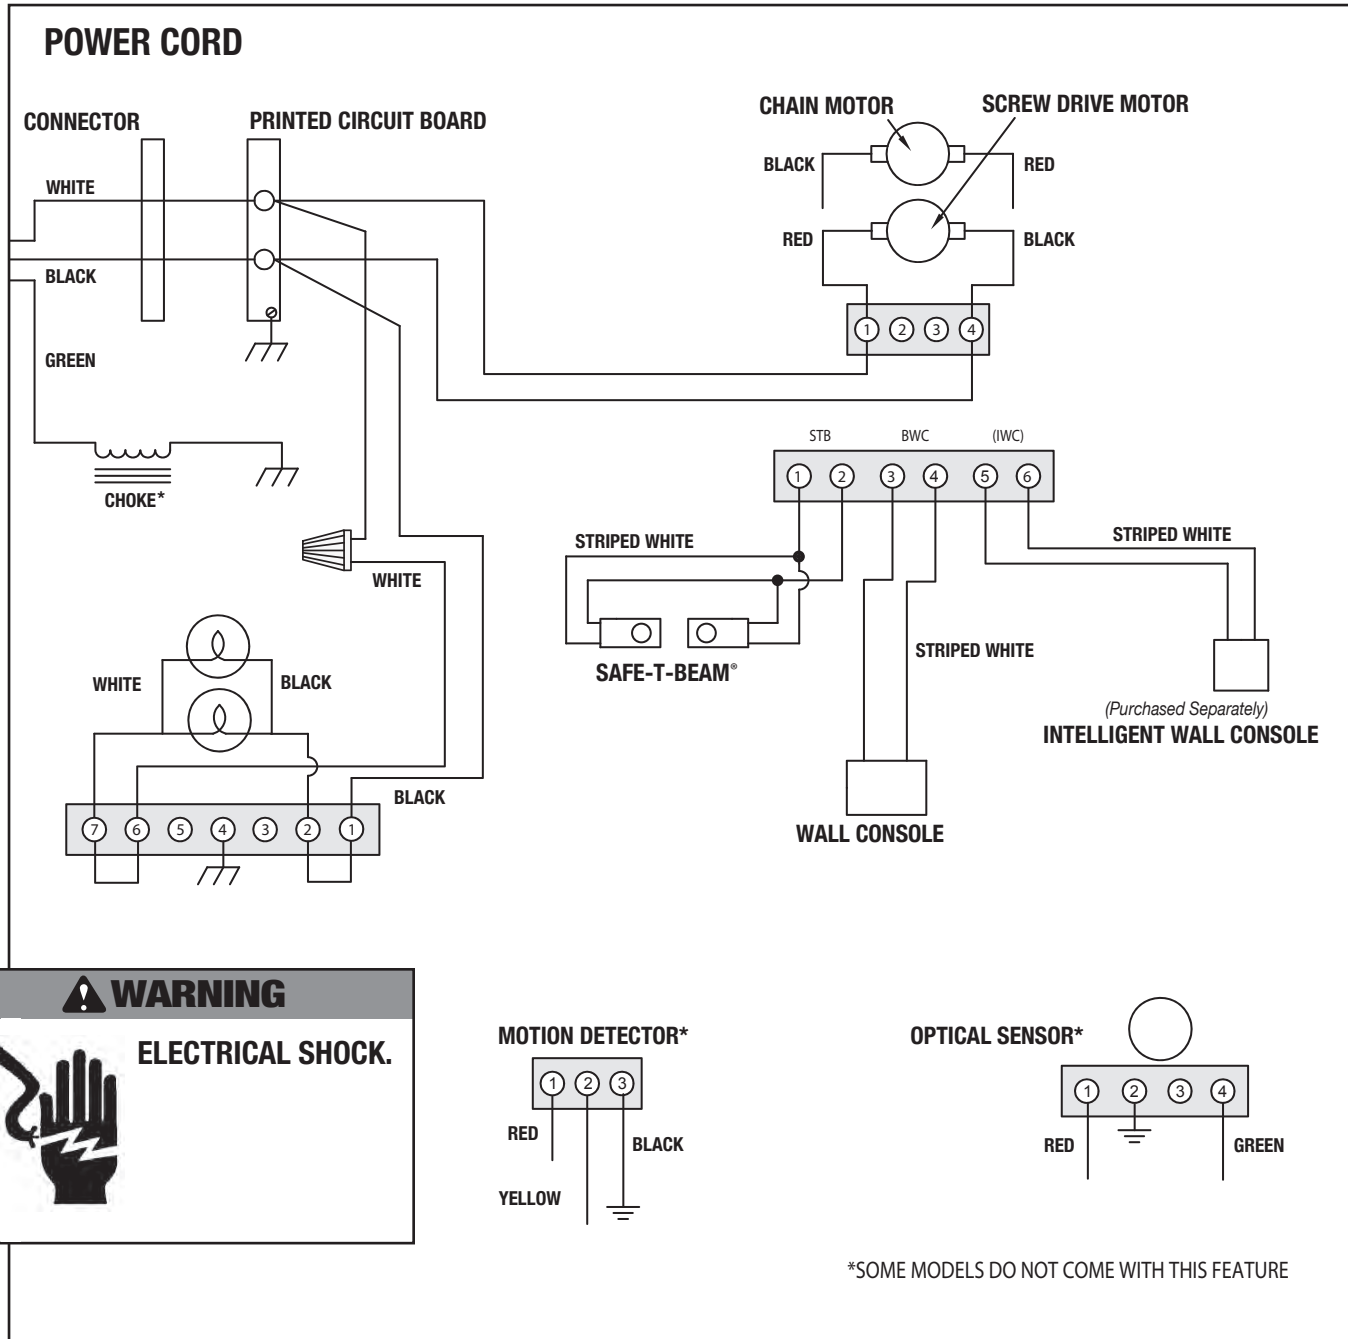 POWER CORD
CONNECTOR
PRINTED CIRCUIT BOARD
CHAIN MOTOR
SCREW DRIVE MOTOR
WHITE
BLACK
RED
RED
BLACK
BLACK
GREEN
1 2 3 4
CHOKE*
STB BWC (IWC)
1 2 3 4 5 6
STRIPED WHITE
STRIPED WHITE
WHITE
SAFE-T-BEAM®
STRIPED WHITE
WHITE
BLACK
(Purchased Separately)
INTELLIGENT WALL CONSOLE
BLACK
7 6 5 4 3 2 1
WALL CONSOLE
WARNING
ELECTRICAL SHOCK.
MOTION DETECTOR*
1 2 3
RED
BLACK
YELLOW
OPTICAL SENSOR*
1 2 3 4
RED
GREEN
*SOME MODELS DO NOT COME WITH THIS FEATURE